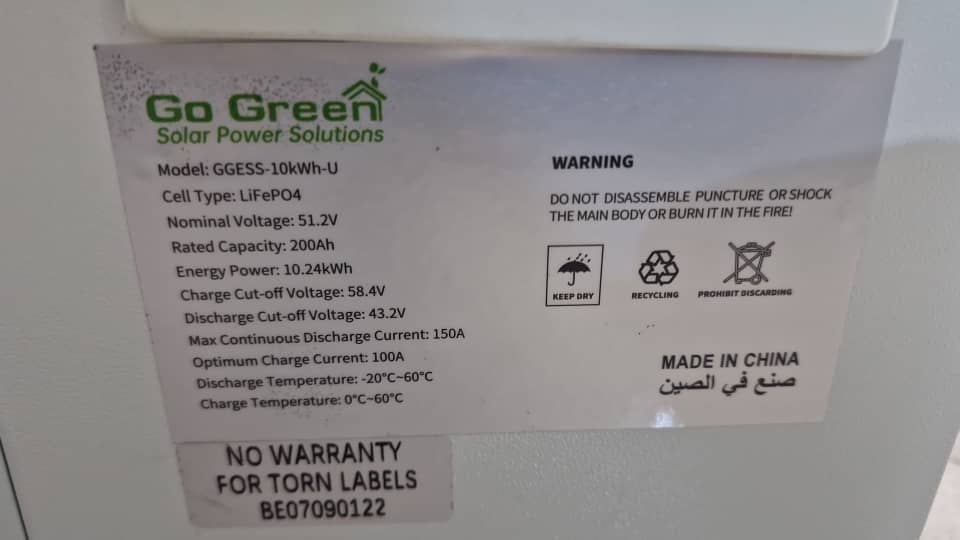 Go Green
Solar Power Solutions
Model: GGESS-10kWh-U
Cell Type: LiFePO4
Nominal Voltage: 51.2V
Rated Capacity: 200Ah
Energy Power: 10.24kWh
Charge Cut-off Voltage: 58.4V
Discharge Cut-off Voltage: 43.2V
Max Continuous Discharge Current: 150A
Optimum Charge Current: 100A
Discharge Temperature: -20°C~60°C
Charge Temperature: 0°C~60°C
WARNING
DO NOT DISASSEMBLE PUNCTURE OR SHOCK
THE MAIN BODY OR BURN IT IN THE FIRE!
KEEP DRY
RECYCLING
PROHIBIT DISCARDING
MADE IN CHINA
صنع في الصين
NO WARRANTY
FOR TORN LABELS
BE07090122